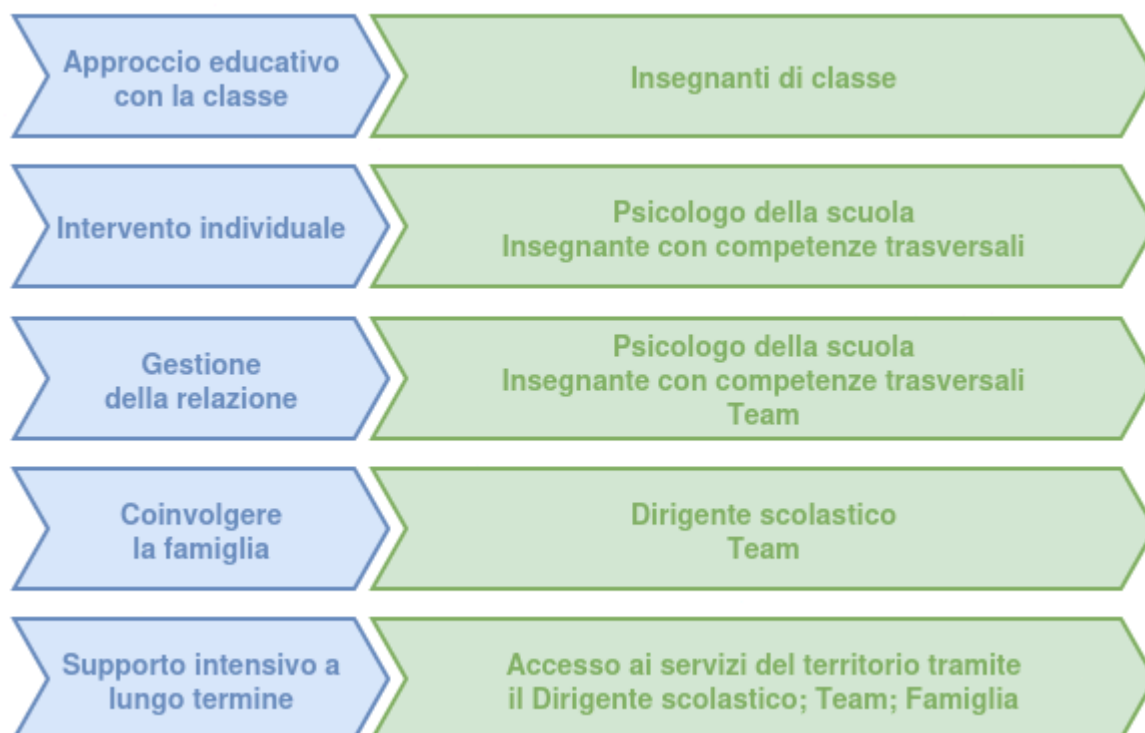 Approccio educativo
con la classe
Insegnanti di classe
Intervento individuale
Psicologo della scuola
Insegnante con competenze trasversali
Gestione
della relazione
Psicologo della scuola
Insegnante con competenze trasversali
Team
Coinvolgere
la famiglia
Dirigente scolastico
Team
Supporto intensivo a
lungo termine
Accesso ai servizi del territorio tramite
il Dirigente scolastico; Team; Famiglia